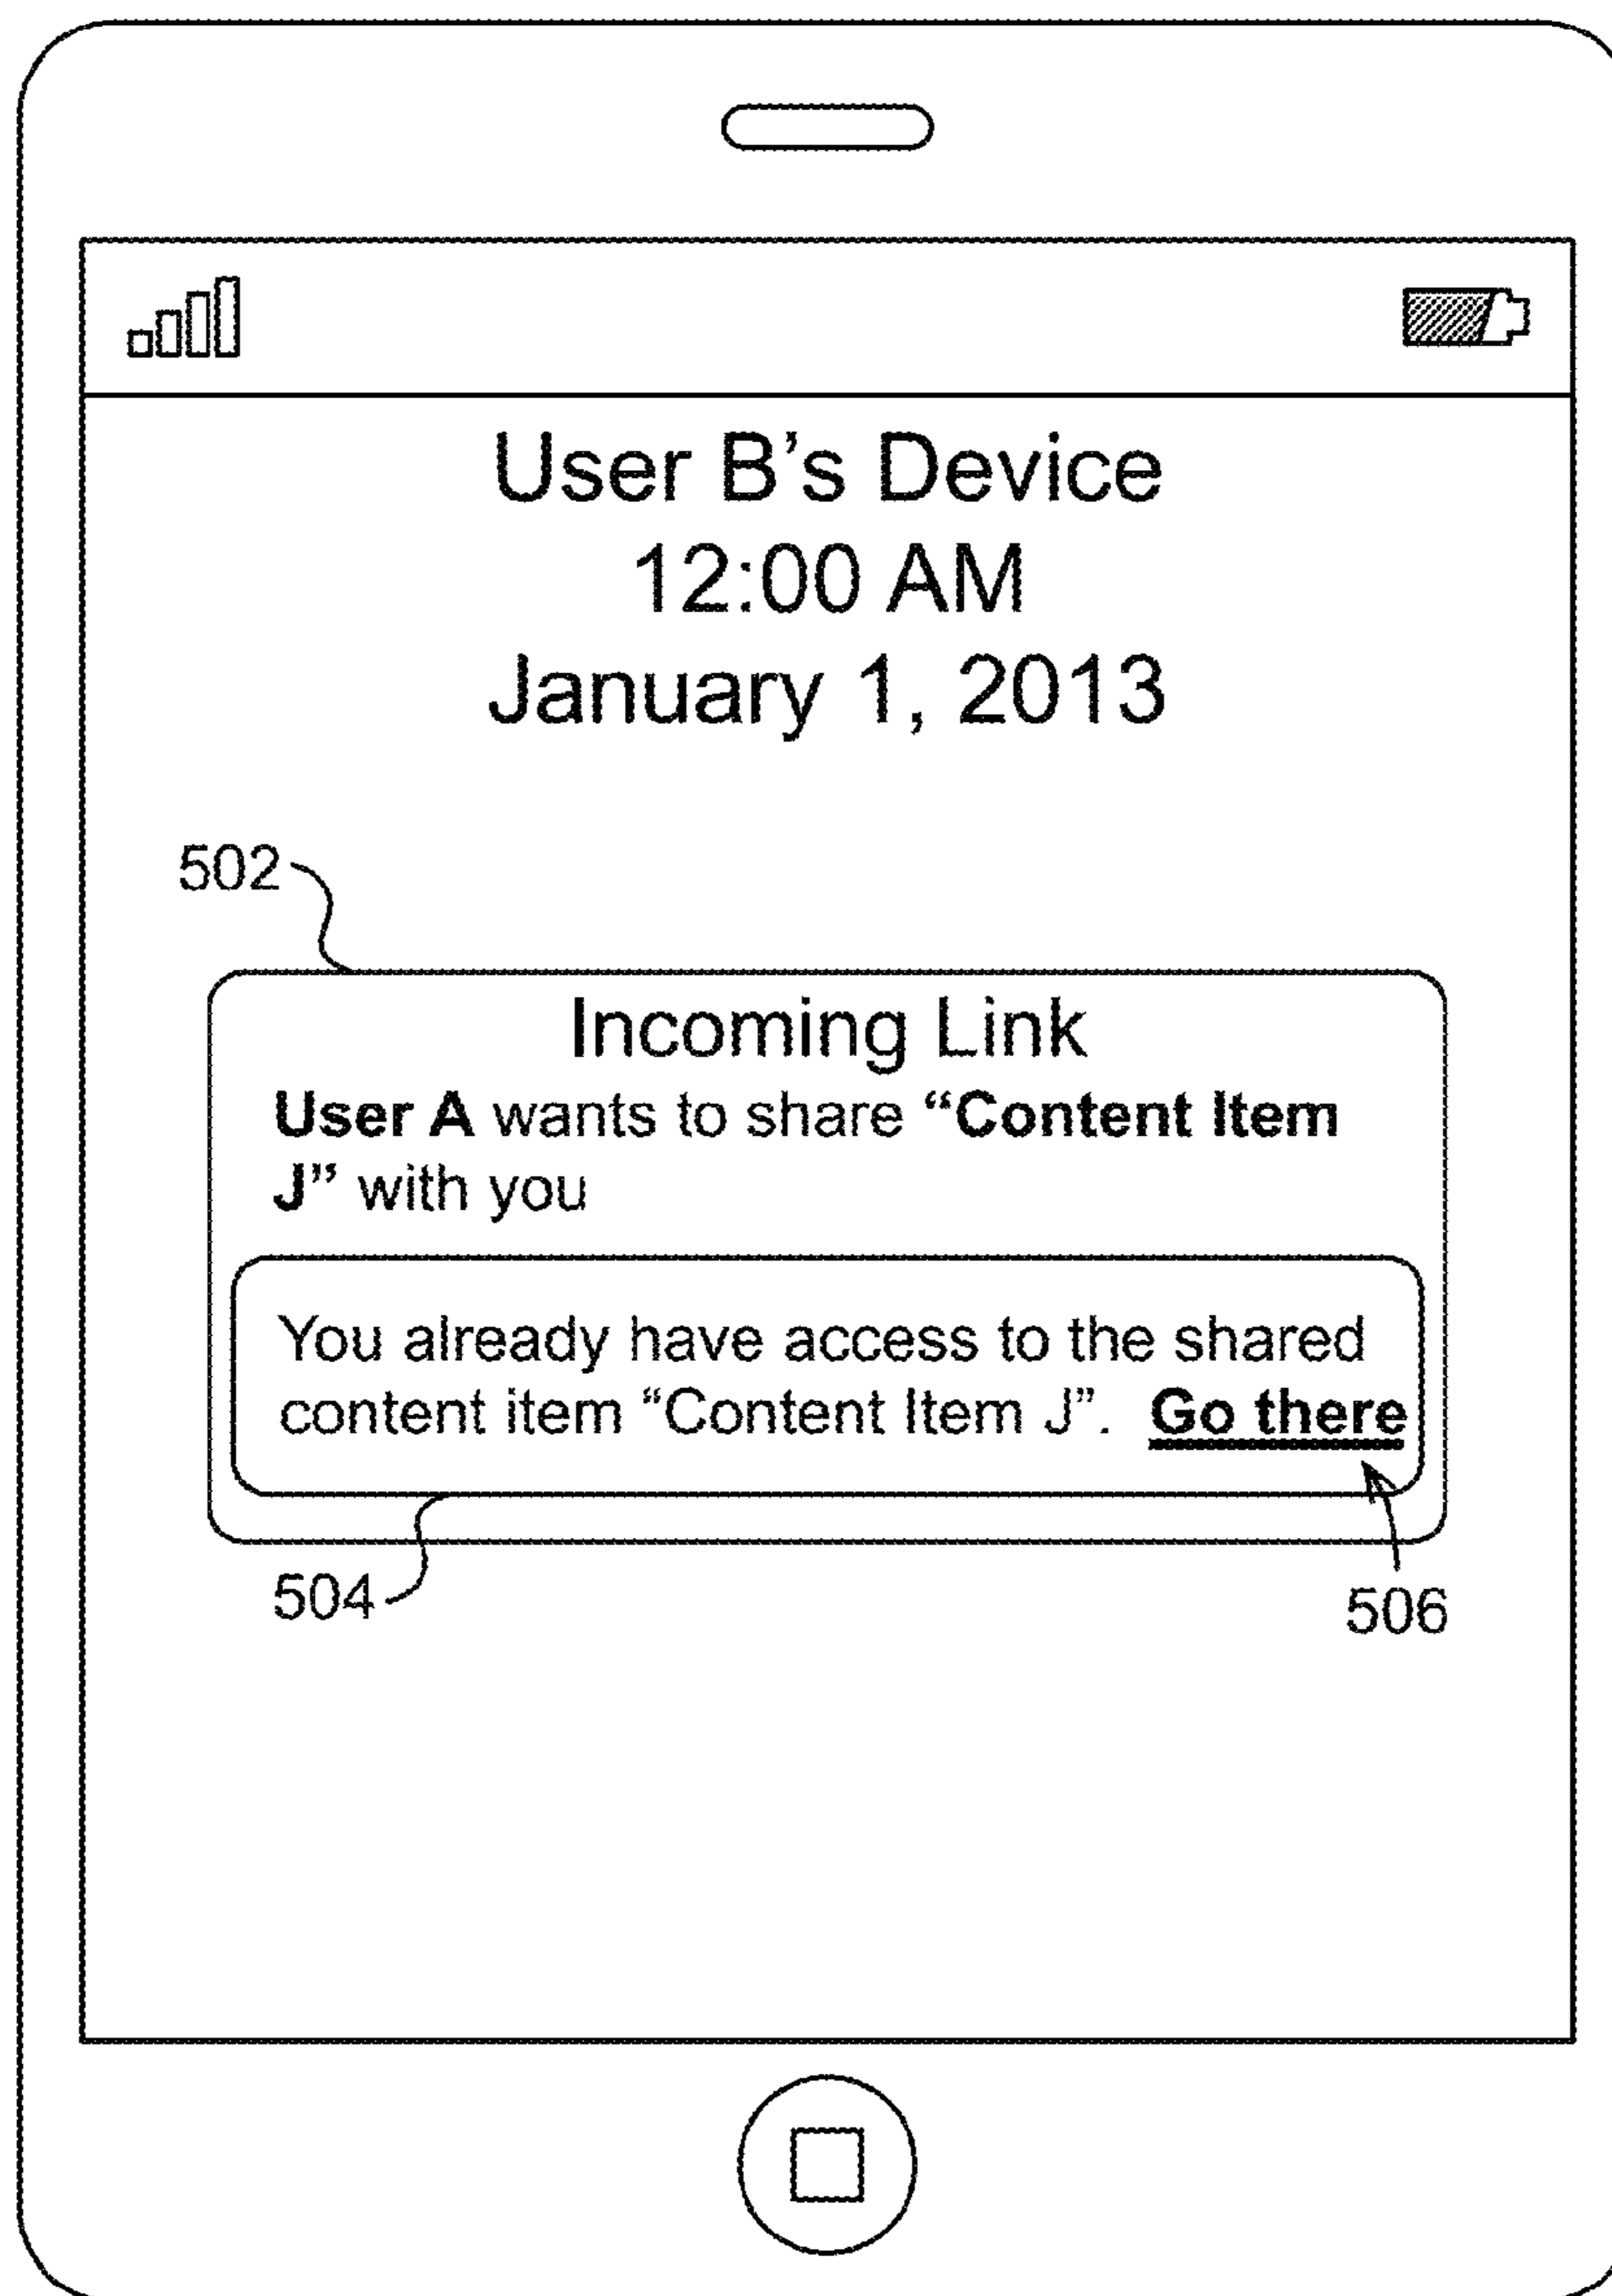 User B’s Device
12:00 AM
January 1, 2013
502
Incoming Link
User A wants to share “Content Item
J” with you
You already have access to the shared
content item “Content Item J”. Go there
504
506